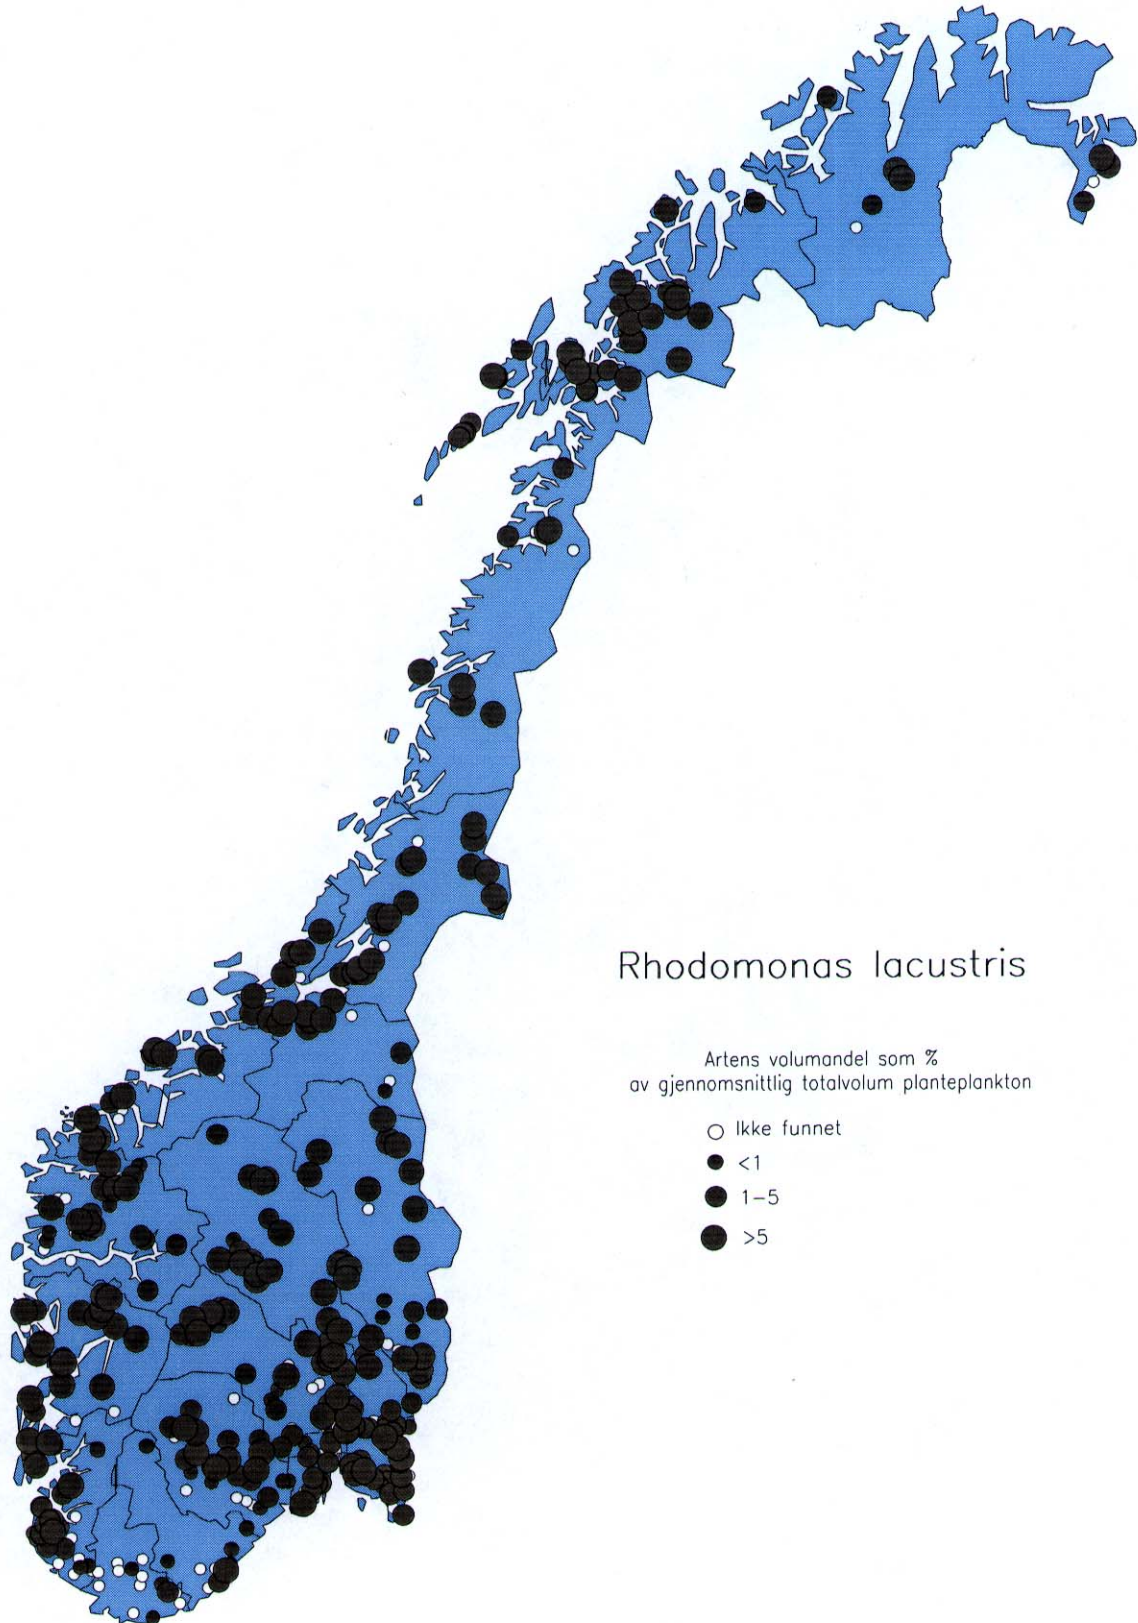 Rhodomonas lacustris
Artens volumandel som %
av gjennomsnittlig totalvolum planteplankton
Ikke funnet
<1
1-5
>5